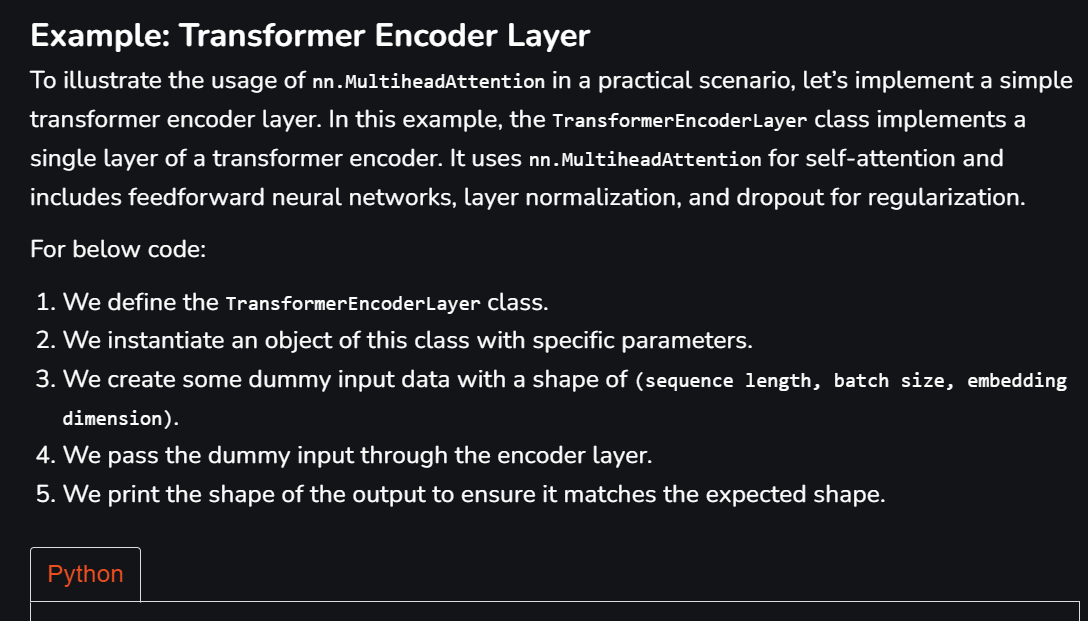 Example: Transformer Encoder Layer
To illustrate the usage of nn.MultiheadAttention in a practical scenario, let’s implement a simple
transformer encoder layer. In this example, the TransformerEncoderLayer class implements a
single layer of a transformer encoder. It uses nn.MultiheadAttention for self-attention and
includes feedforward neural networks, layer normalization, and dropout for regularization.
For below code:
1. We define the TransformerEncoderLayer class.
2. We instantiate an object of this class with specific parameters.
3. We create some dummy input data with a shape of (sequence length, batch size, embedding
dimension).
4. We pass the dummy input through the encoder layer.
5. We print the shape of the output to ensure it matches the expected shape.
Python